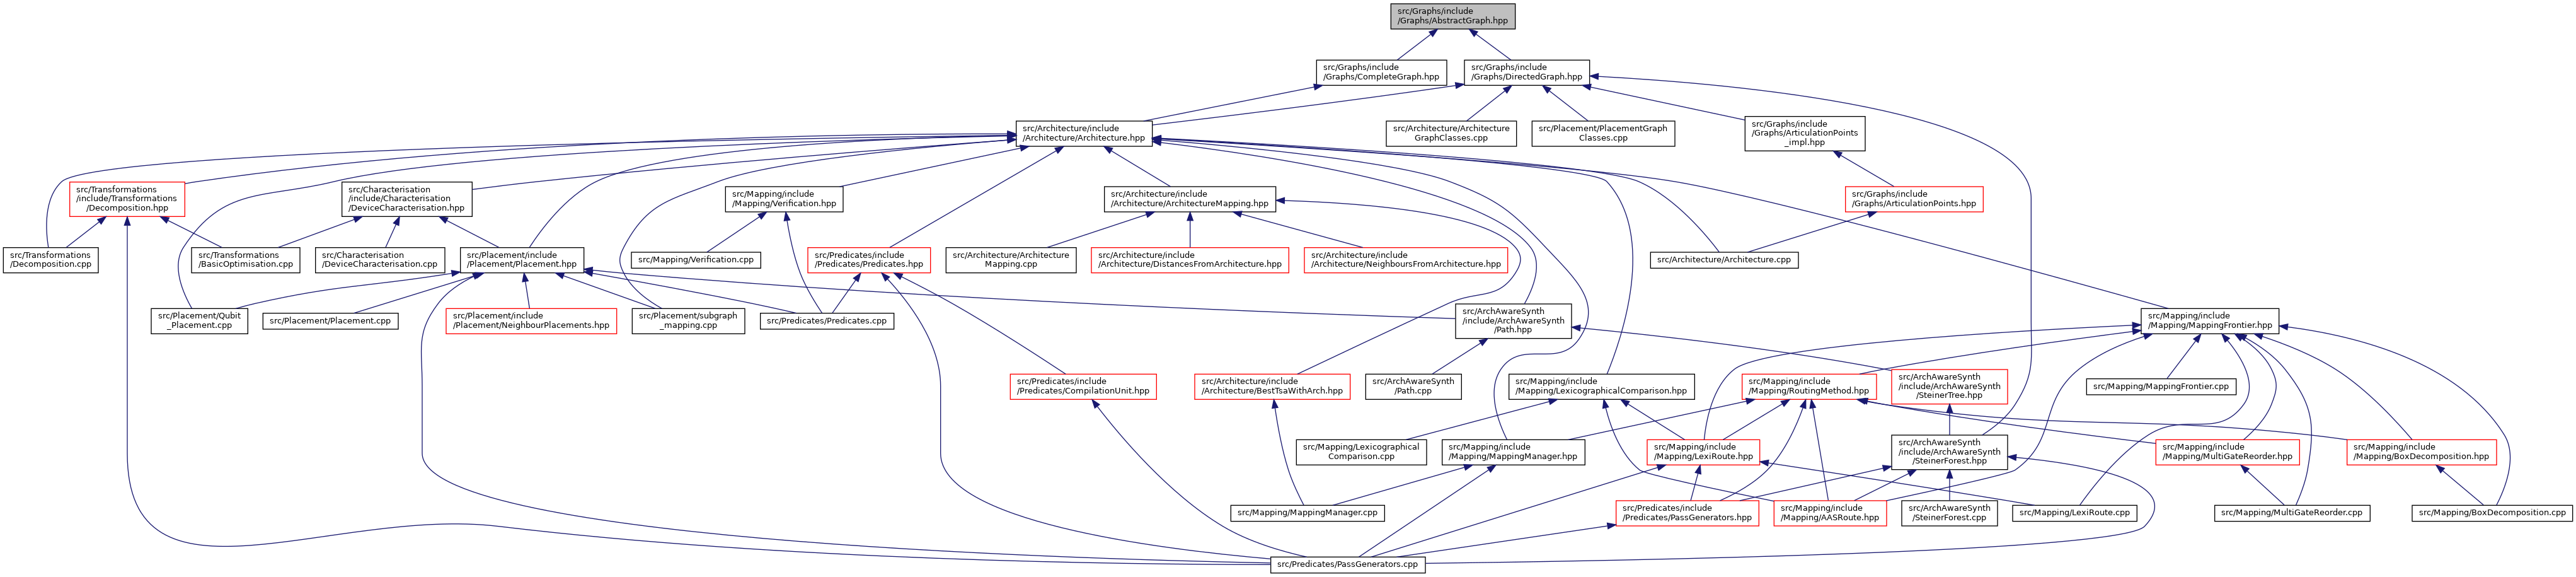 src/Graphs/include
/Graphs/AbstractGraph.hpp
src/Graphs/include
/Graphs/CompleteGraph.hpp
src/Graphs/include
/Graphs/DirectedGraph.hpp
src/Architecture/include
/Architecture/Architecture.hpp
src/Architecture/Architecture
GraphClasses.cpp
src/Placement/PlacementGraph
Classes.cpp
src/Graphs/include
/Graphs/ArticulationPoints
_impl.hpp
src/Transformations
/include/Transformations
/Decomposition.hpp
src/Characterisation
/include/Characterisation
/DeviceCharacterisation.hpp
src/Mapping/include
/Mapping/Verification.hpp
src/Architecture/include
/Architecture/ArchitectureMapping.hpp
src/Graphs/include
/Graphs/ArticulationPoints.hpp
src/Transformations
/Decomposition.cpp
src/Transformations
/BasicOptimisation.cpp
src/Characterisation
/DeviceCharacterisation.cpp
src/Placement/include
/Placement/Placement.hpp
src/Mapping/Verification.cpp
src/Predicates/include
/Predicates/Predicates.hpp
src/Architecture/Architecture
Mapping.cpp
src/Architecture/include
/Architecture/DistancesFromArchitecture.hpp
src/Architecture/include
/Architecture/NeighboursFromArchitecture.hpp
src/Architecture/Architecture.cpp
src/Placement/Qubit
_Placement.cpp
src/Placement/Placement.cpp
src/Placement/include
/Placement/NeighbourPlacements.hpp
src/Placement/subgraph
_mapping.cpp
src/Predicates/Predicates.cpp
src/ArchAwareSynth
/include/ArchAwareSynth
/Path.hpp
src/Mapping/include
/Mapping/MappingFrontier.hpp
src/Predicates/include
/Predicates/CompilationUnit.hpp
src/Architecture/include
/Architecture/BestTsaWithArch.hpp
src/ArchAwareSynth
/Path.cpp
src/Mapping/include
/Mapping/LexicographicalComparison.hpp
src/Mapping/include
/Mapping/RoutingMethod.hpp
src/ArchAwareSynth
/include/ArchAwareSynth
/SteinerTree.hpp
src/Mapping/MappingFrontier.cpp
src/Mapping/Lexicographical
Comparison.cpp
src/Mapping/include
/Mapping/MappingManager.hpp
src/Mapping/include
/Mapping/LexiRoute.hpp
src/ArchAwareSynth
/include/ArchAwareSynth
/SteinerForest.hpp
src/Mapping/include
/Mapping/MultiGateReorder.hpp
src/Mapping/include
/Mapping/BoxDecomposition.hpp
src/Mapping/MappingManager.cpp
src/Predicates/include
/Predicates/PassGenerators.hpp
src/Mapping/include
/Mapping/AASRoute.hpp
src/ArchAwareSynth
/SteinerForest.cpp
src/Mapping/LexiRoute.cpp
src/Mapping/MultiGateReorder.cpp
src/Mapping/BoxDecomposition.cpp
src/Predicates/PassGenerators.cpp